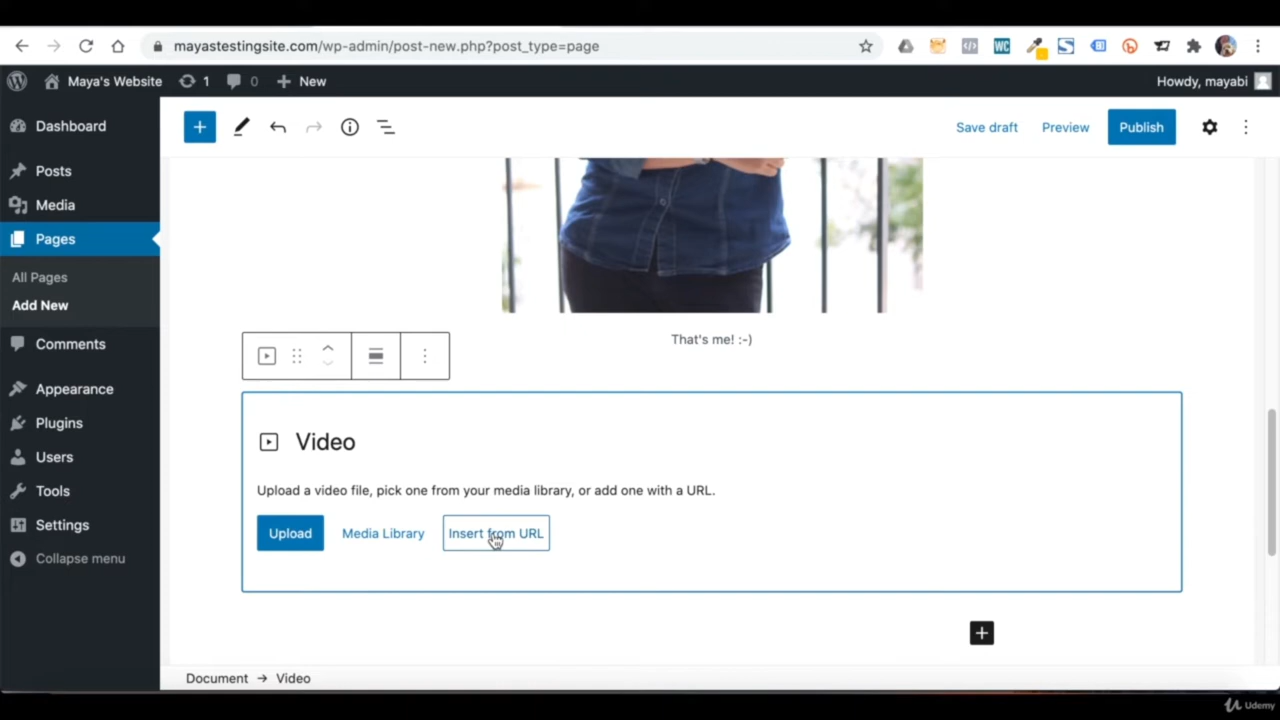 mayastestingsite.com/wp-admin/post-new.php?post_type=page
WC
Maya's Website
1
0
New
Howdy, mayabi
Dashboard
Posts
Media
Pages
All Pages
Add New
Comments
Appearance
Plugins
Users
Tools
Settings
Collapse menu
Save draft
Preview
Publish
That's me! :-)
Video
Upload a video file, pick one from your media library, or add one with a URL.
Upload
Media Library
Insert from URL
Document → Video
Udemy